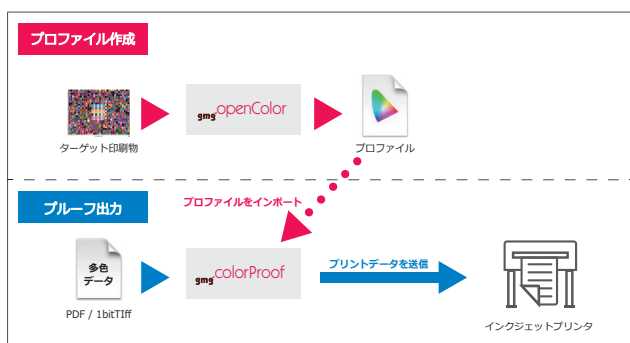 プロファイル作成
gmg openColor
ターゲット印刷物
プロファイル
プルーフ出力
プロファイルをインポート
多色
データ
gmg colorProof
プリントデータを送信
PDF / 1bitTIff
インクジェットプリンタ